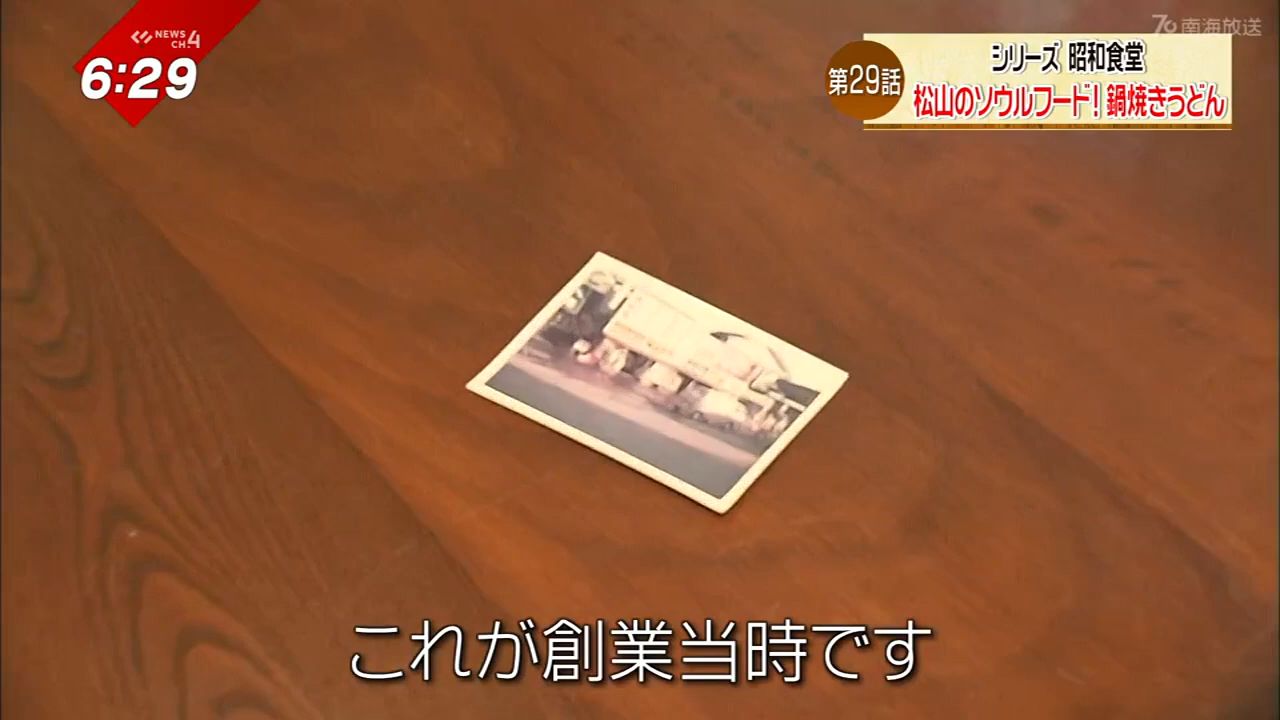 NEWS
CH.4
6:29
70 南海放送
第29話
シリーズ 昭和食堂
松山のソウルフード!鍋焼きうどん
これが創業当時です